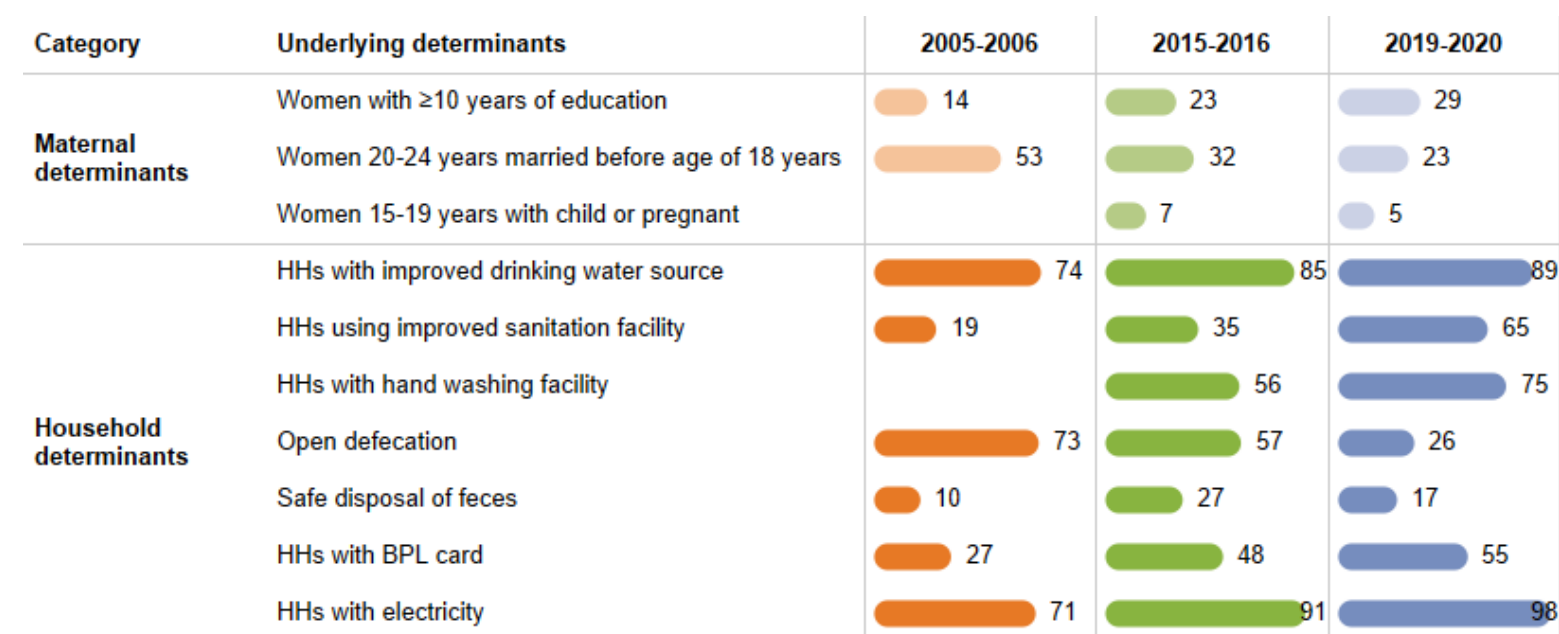 Category Underlying determinants 2005-2006 2015-2016 2019-2020
Women with ≥10 years of education 14 23 29
Maternal determinants
Women 20-24 years married before age of 18 years 53 32 23
Women 15-19 years with child or pregnant 7 5
HHs with improved drinking water source 74 85 89
HHs using improved sanitation facility 19 35 65
HHs with hand washing facility 56 75
Household determinants
Open defecation 73 57 26
Safe disposal of feces 10 27 17
HHs with BPL card 27 48 55
HHs with electricity 71 91 98